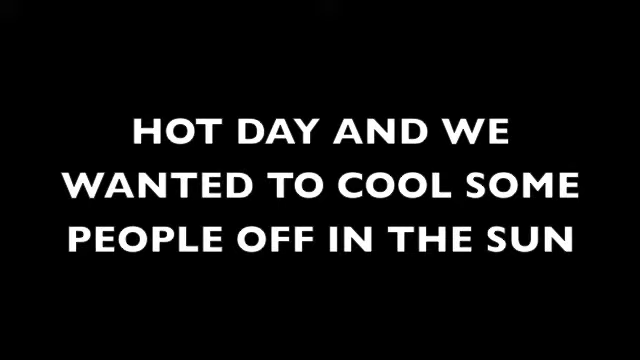 HOT DAY AND WE
WANTED TO COOL SOME
PEOPLE OFF IN THE SUN